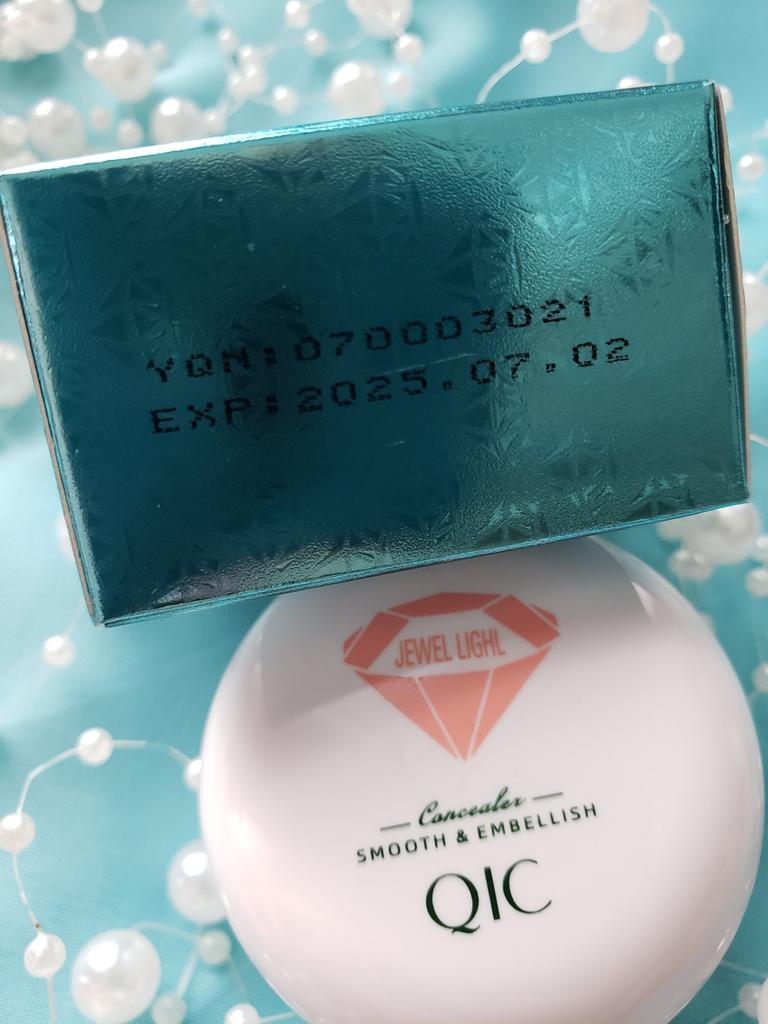 YQN:070003021
EXP:2025.07.02
JEWEL LIGHL
Concealer
SMOOTH & EMBELLISH
QIC